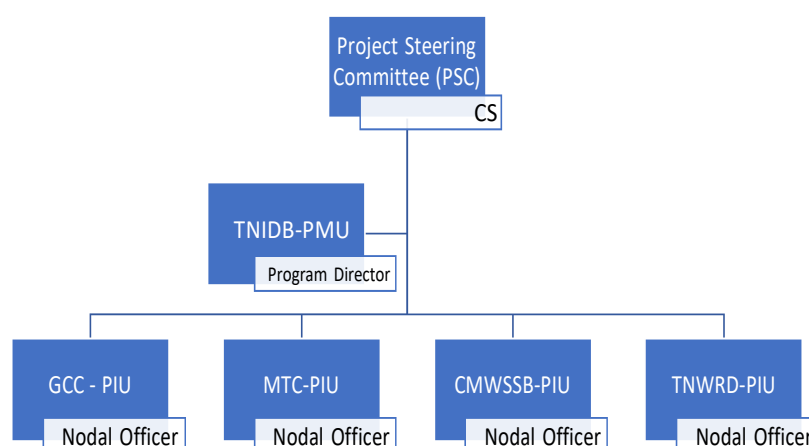 Project Steering
Committee (PSC)
CS
TNIDB-PMU
Program Director
GCC - PIU
MTC-PIU
CMWSSB-PIU
TNWRD-PIU
Nodal Officer
Nodal Officer
Nodal Officer
Nodal Officer